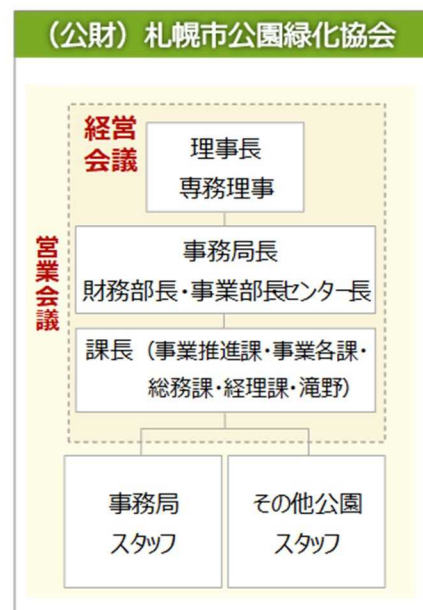 （公財）札幌市公園緑化協会
経営
会議
理事長
専務理事
営業会議
事務局長
財務部長・事業部長センター長
課長（事業推進課・事業各課・
総務課・経理課・滝野）
事務局
スタッフ
その他公園
スタッフ